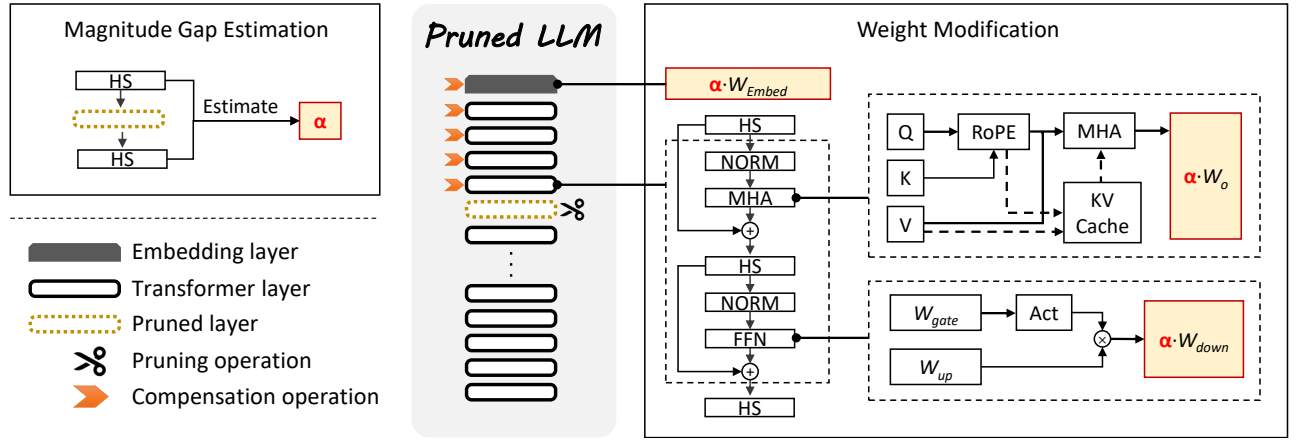 Magnitude Gap Estimation
HS
Estimate
α
HS
Embedding layer
Transformer layer
Pruned layer
Pruning operation
Compensation operation
Pruned LLM
Weight Modification
α·W_Embed
HS
NORM
MHA
HS
NORM
FFN
HS
Q
RoPE
MHA
K
V
KV
Cache
α·W_o
W_gate
Act
W_up
α·W_down